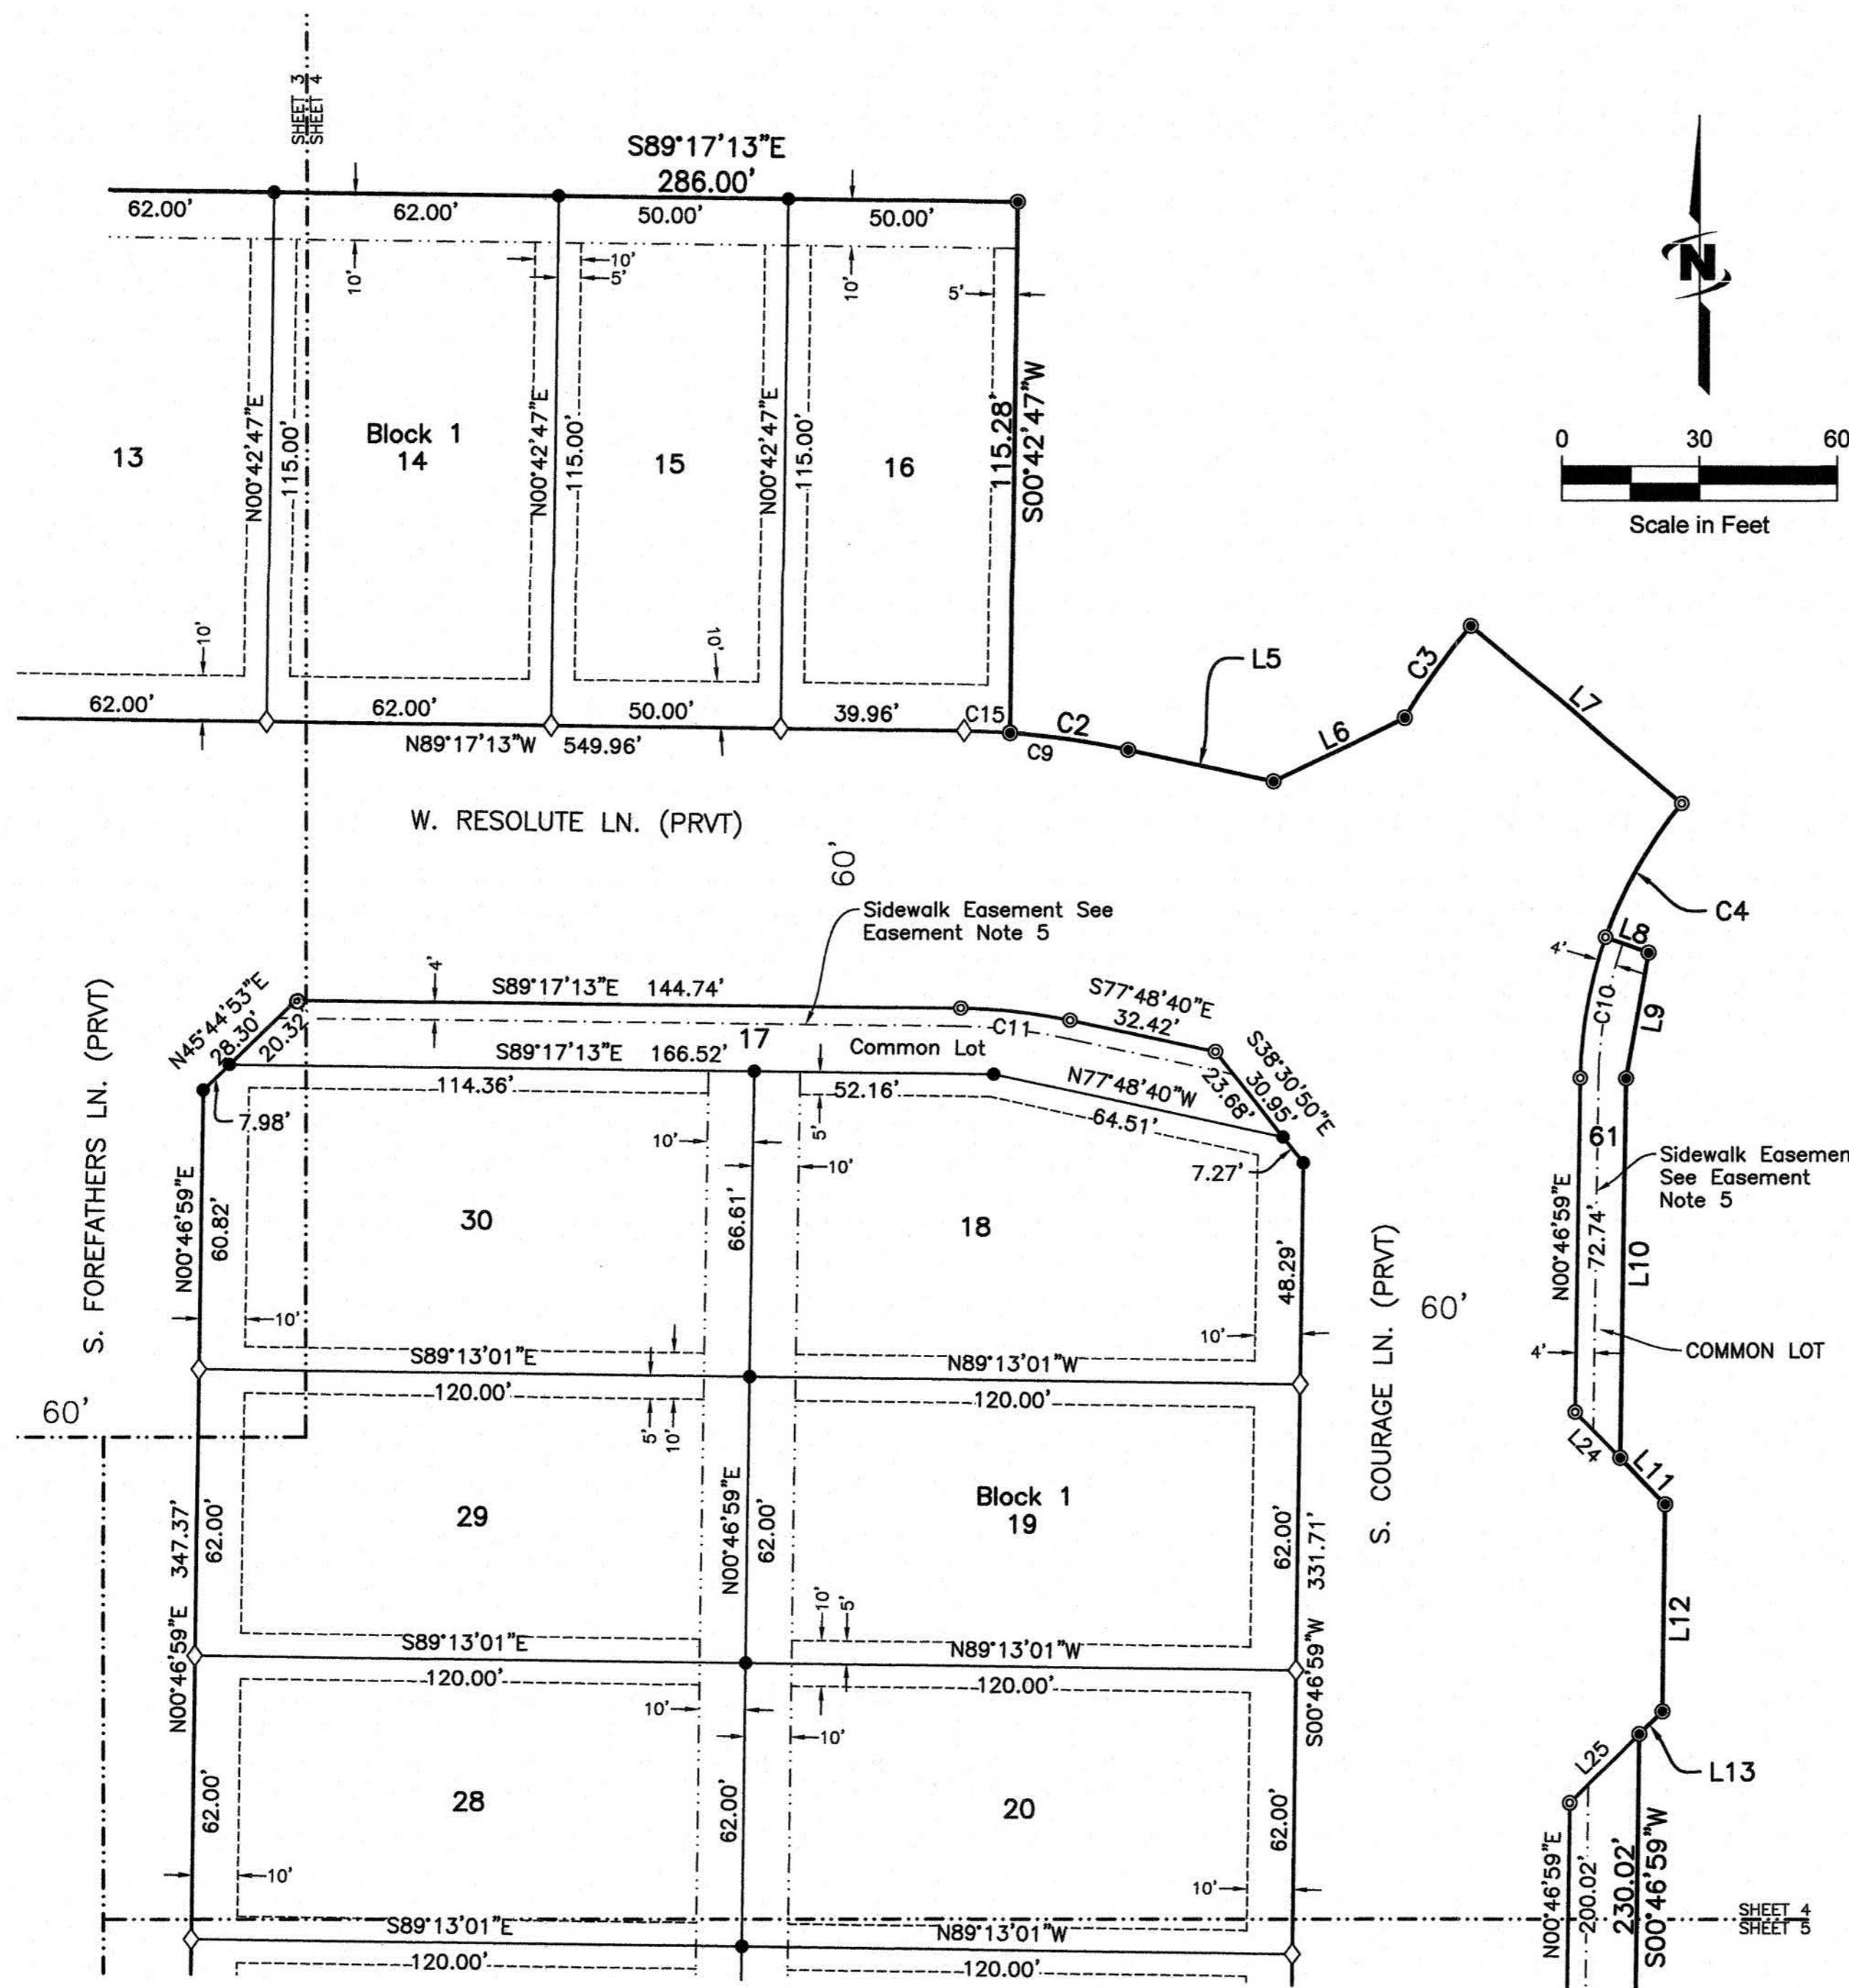 SHEET 3
SHEET 4
S89°17'13"E
286.00'
62.00'
62.00'
50.00'
50.00'
10'
10'
5'
10'
5'
N00°42'47"E
115.00'
N00°42'47"E
115.00'
N00°42'47"E
115.00'
115.28'
S00°42'47"W
13
Block 1
14
15
16
N
0 30 60
Scale in Feet
10'
10'
62.00'
62.00'
50.00'
39.96'
C15
N89°17'13"W 549.96'
C9
C2
L5
L6
C3
L7
C4
W. RESOLUTE LN. (PRVT)
60'
Sidewalk Easement See
Easement Note 5
4'
S89°17'13"E 144.74'
C11
S77°48'40"E
32.42'
N45°44'53"E
28.30'
20.32'
7.98'
17
Common Lot
S89°17'13"E 166.52'
114.36'
52.16'
N77°48'40"W
64.51'
S38°30'50"E
30.95'
23.68'
7.27'
5'
10'
10'
S. FOREFATHERS LN. (PRVT)
N00°46'59"E
60.82'
30
66.61'
18
48.29'
10'
10'
S. COURAGE LN. (PRVT)
60'
4'
L8
C10
L9
61
Sidewalk Easemen
See Easement
Note 5
N00°46'59"E
72.74'
L10
4'
COMMON LOT
L24
L11
L12
L13
L25
60'
S89°13'01"E
120.00'
N89°13'01"W
120.00'
5'
10'
29
N00°46'59"E
62.00'
Block 1
19
62.00'
N00°46'59"E 347.37'
62.00'
S00°46'59"W 331.71'
10'
5'
S89°13'01"E
120.00'
N89°13'01"W
120.00'
10'
10'
28
20
62.00'
62.00'
62.00'
10'
10'
S89°13'01"E
120.00'
N89°13'01"W
120.00'
N00°46'59"E
200.02'
230.02'
S00°46'59"W
SHEET 4
SHEET 5